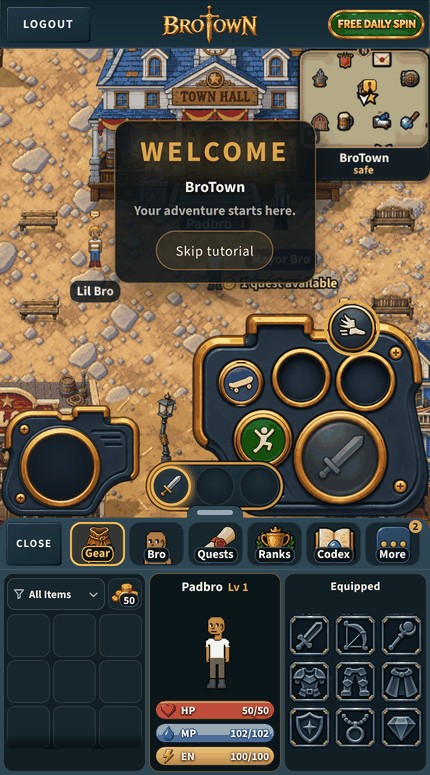 LOGOUT
BROTOWN
FREE DAILY SPIN
TOWN HALL
BroTown
safe
WELCOME
BroTown
Your adventure starts here.
Padbro
Skip tutorial
Mayor Bro
1 quest available
Lil Bro
CLOSE
Gear
Bro
Quests
Ranks
Codex
2
More
All Items
50
Padbro Lv 1
HP 50/50
MP 102/102
EN 100/100
Equipped